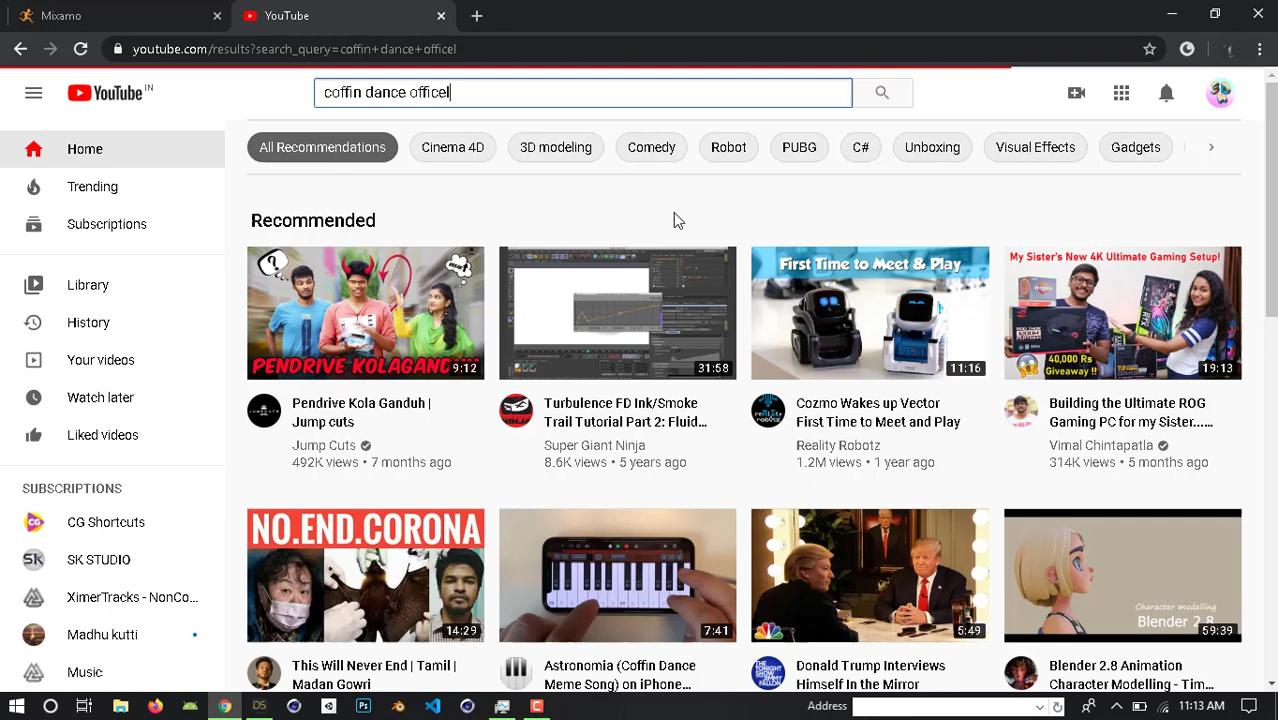 Mixamo
YouTube
youtube.com/results?search_query=coffin+dance+officel
YouTube IN
coffin dance officel
Home
Trending
Subscriptions
Library
History
Your videos
Watch later
Liked videos
SUBSCRIPTIONS
CG Shortcuts
SK STUDIO
XimerTracks - NonCo...
Madhu kutti
Music
All Recommendations
Cinema 4D
3D modeling
Comedy
Robot
PUBG
C#
Unboxing
Visual Effects
Gadgets
Recommended
PENDRIVE KOLAGAND
9:12
31:58
First Time to Meet & Play
11:16
My Sister's New 4K Ultimate Gaming Setup!
40,000 Rs
Giveaway !!
19:13
Pendrive Kola Ganduh |
Jump cuts
Jump Cuts
492K views • 7 months ago
Turbulence FD Ink/Smoke
Trail Tutorial Part 2: Fluid...
Super Giant Ninja
8.6K views • 5 years ago
Cozmo Wakes up Vector
First Time to Meet and Play
Reality Robotz
1.2M views • 1 year ago
Building the Ultimate ROG
Gaming PC for my Sister......
Vimal Chintapatla
314K views • 5 months ago
NO.END.CORONA
14:29
7:41
5:49
Character modelling
Blender 2.8
59:39
This Will Never End | Tamil |
Madan Gowri
Astronomia (Coffin Dance
Meme Song) on iPhone...
Donald Trump Interviews
Himself In the Mirror
Blender 2.8 Animation
Character Modelling - Tim...
Address
11:13 AM